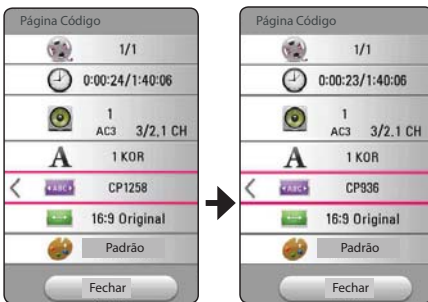 Página Código
1/1
0:00:24/1:40:06
1
AC3 3/2.1 CH
A 1 KOR
ABC CP1258
16:9 Original
Padrão
Fechar
Página Código
1/1
0:00:23/1:40:06
1
AC3 3/2.1 CH
A 1 KOR
ABC CP936
16:9 Original
Padrão
Fechar